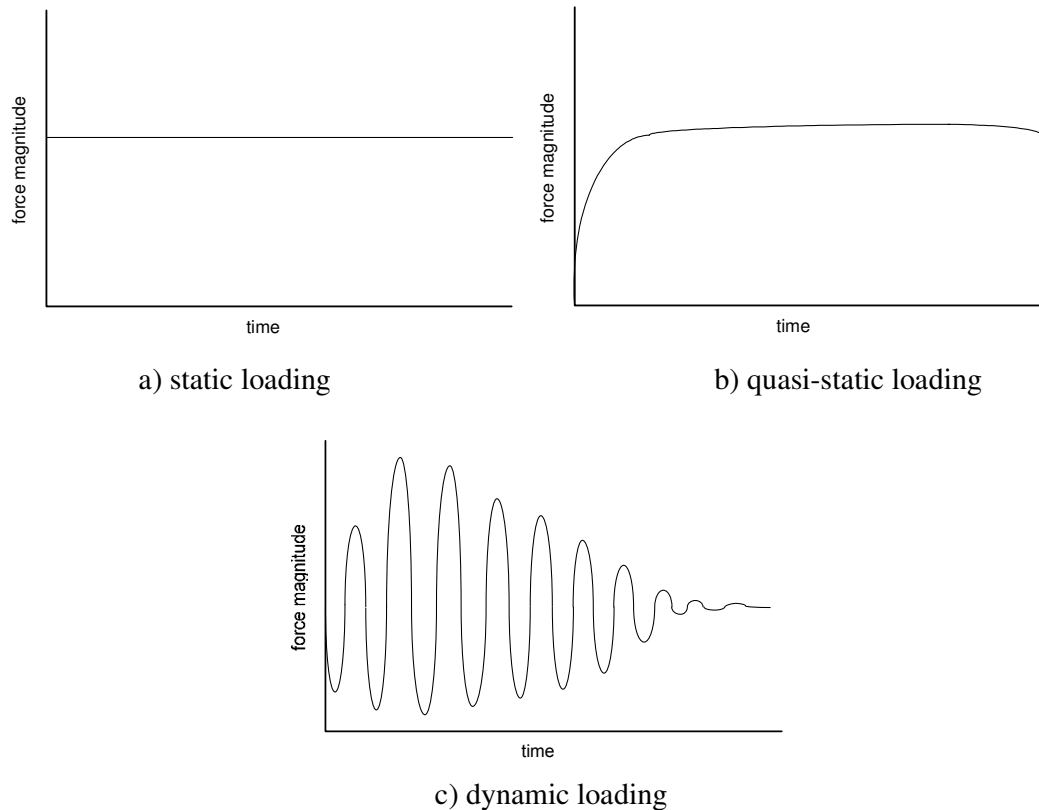 force magnitude
time
a) static loading
force magnitude
time
b) quasi-static loading
force magnitude
time
c) dynamic loading